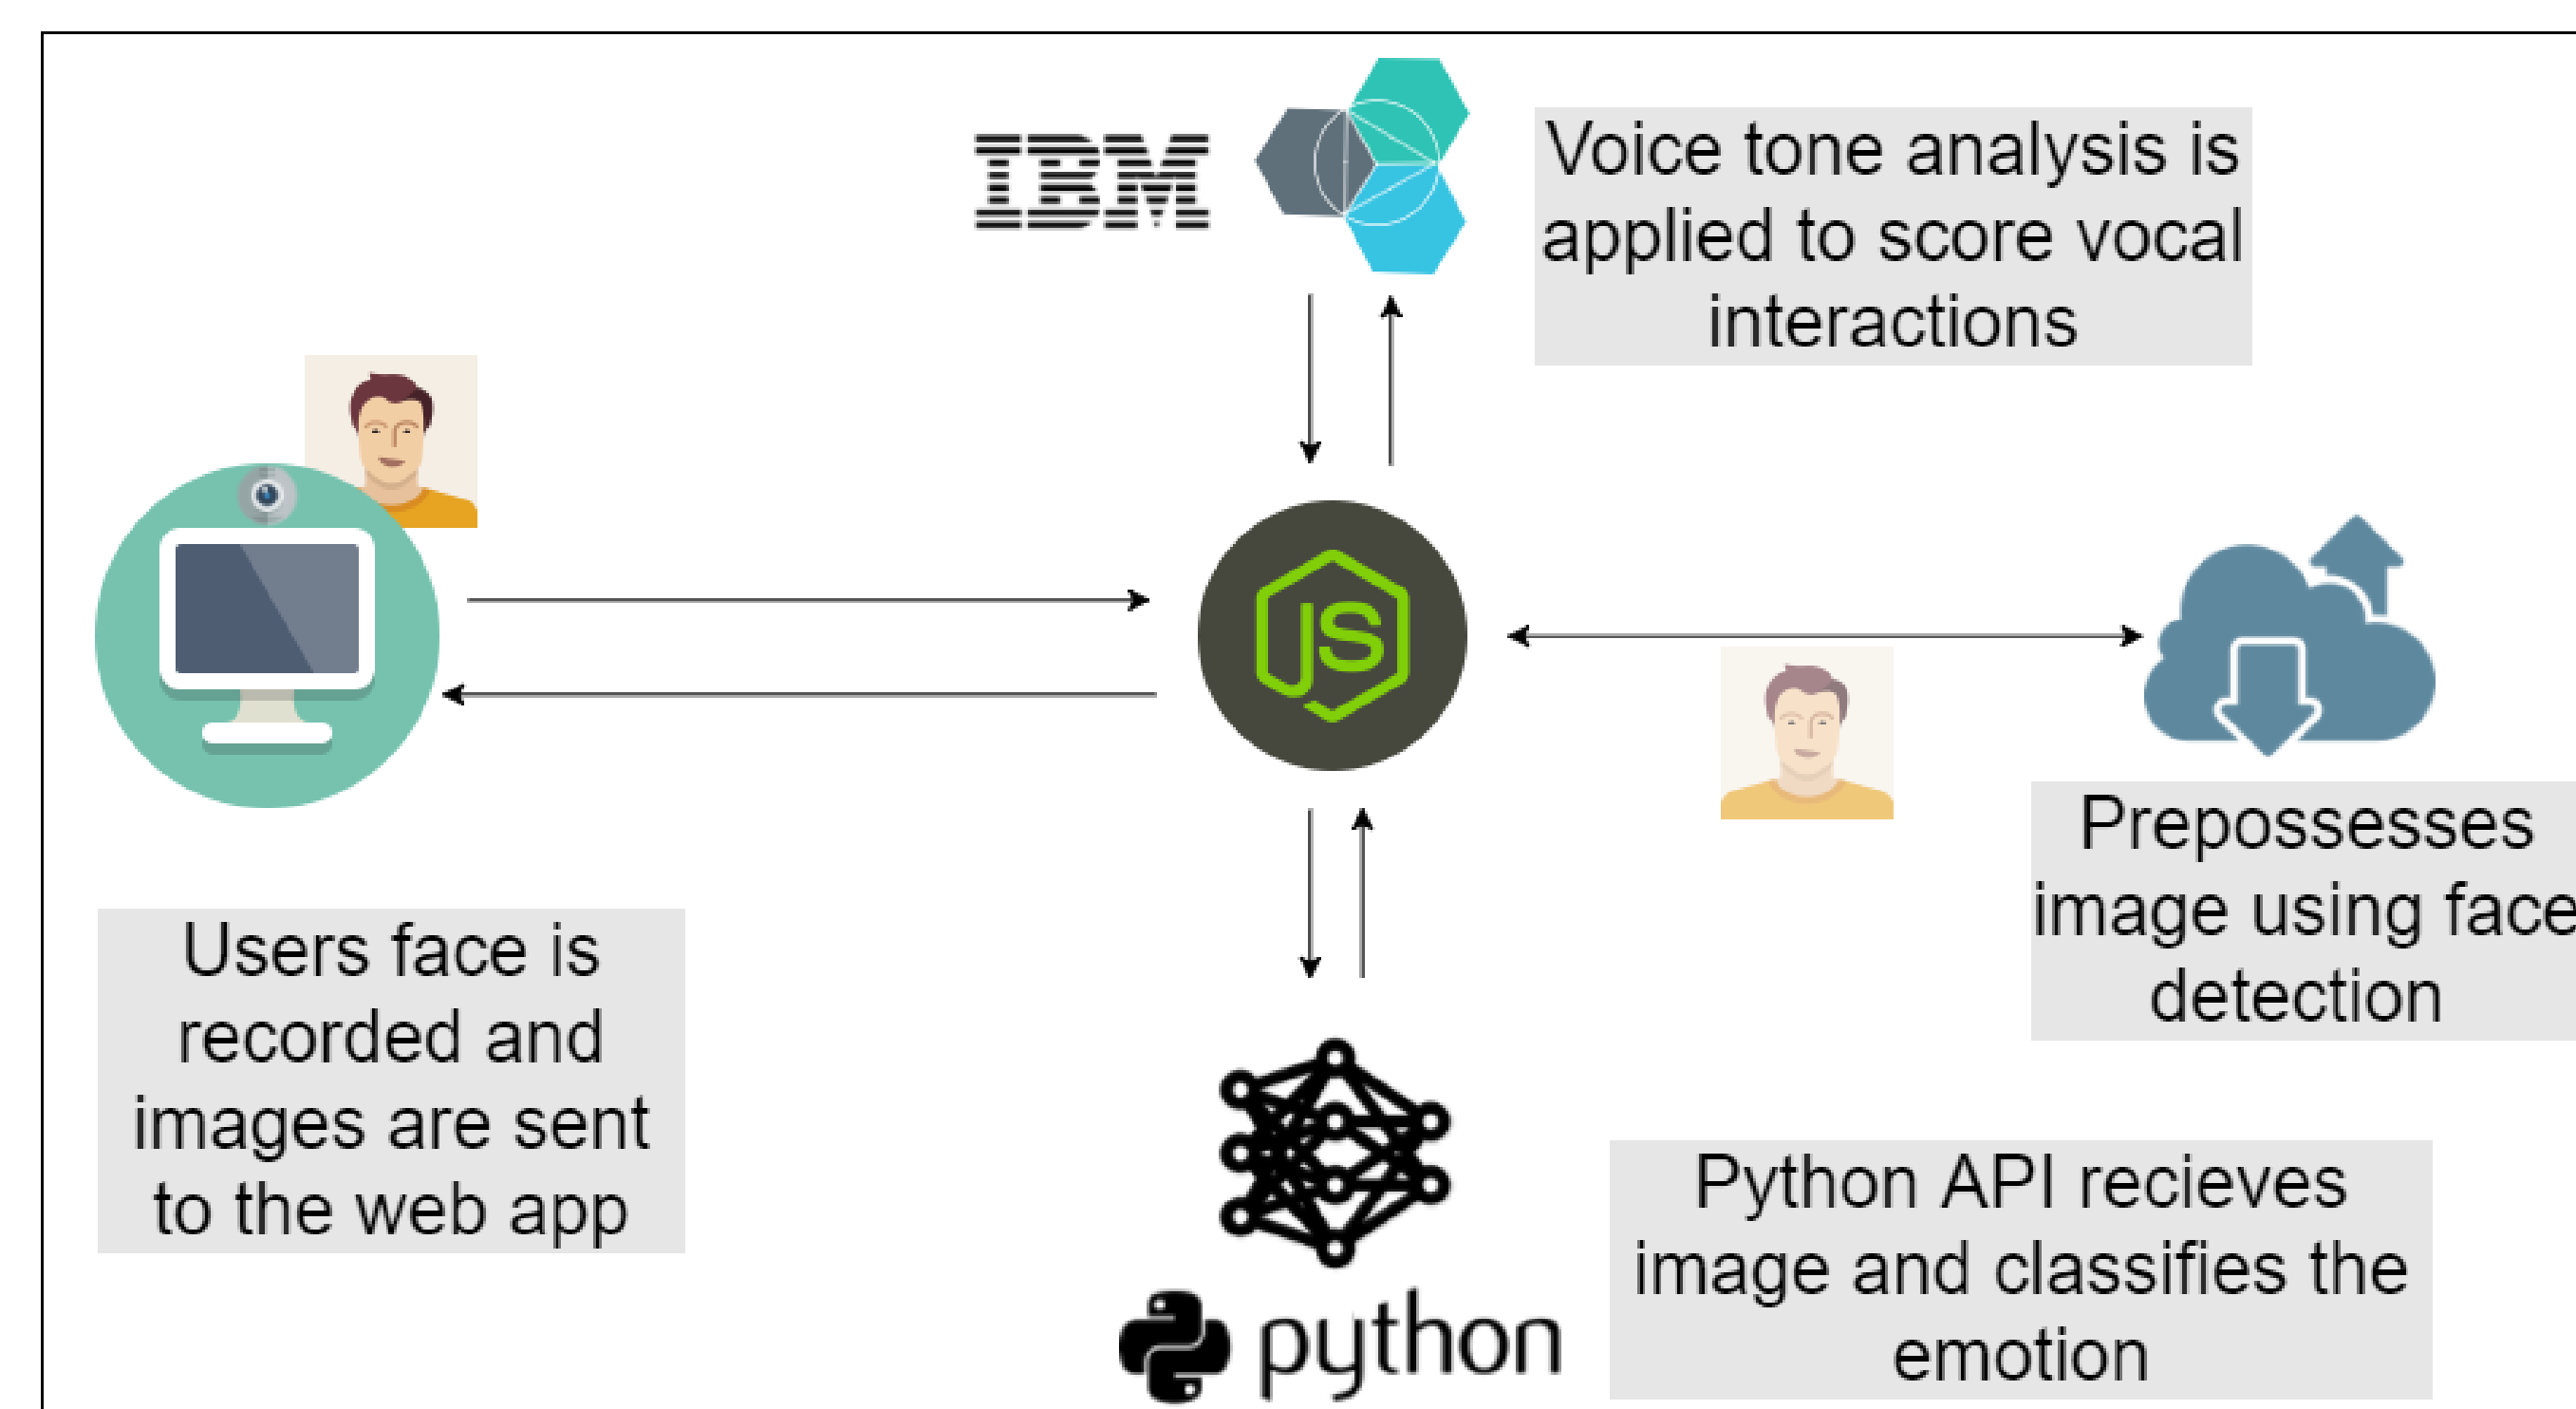 IBM
Voice tone analysis is
applied to score vocal
interactions
JS
Prepossesses
image using face
detection
Users face is
recorded and
images are sent
to the web app
Python API recieves
image and classifies the
emotion
python